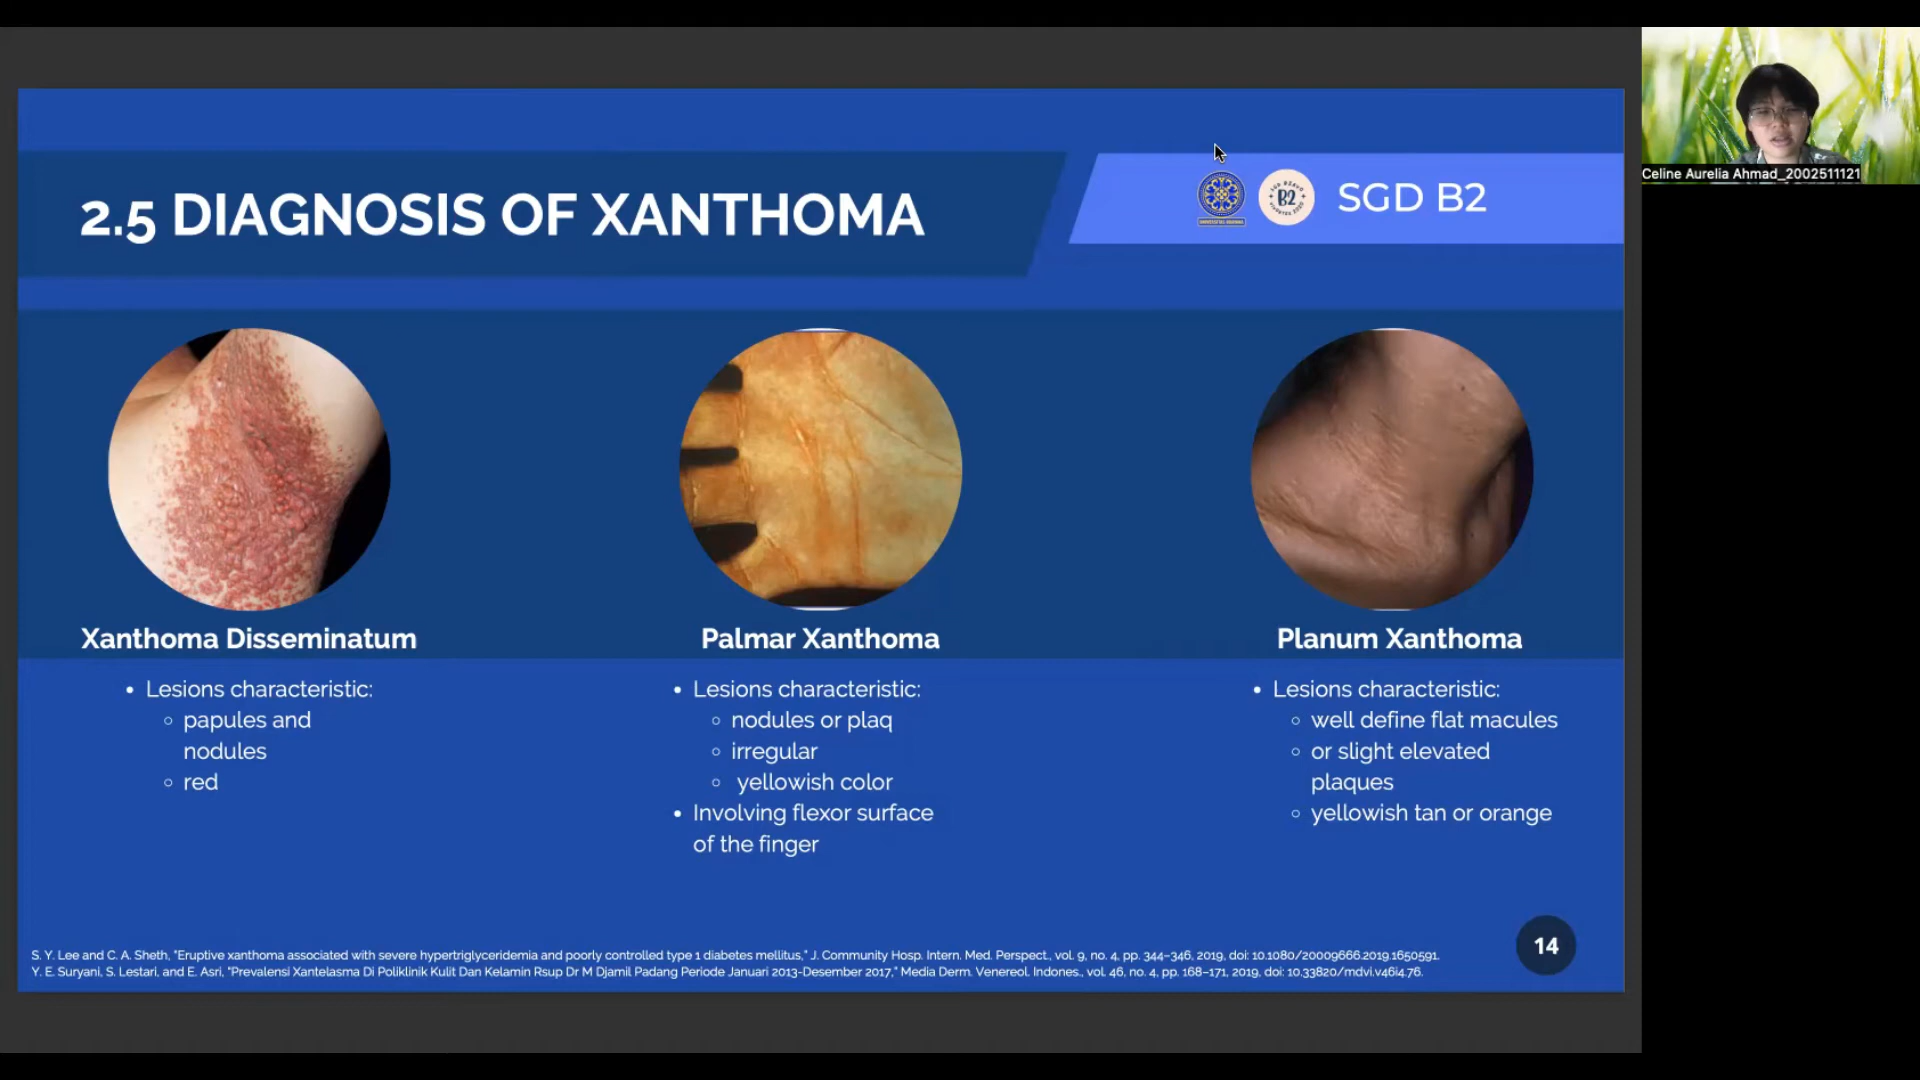 2.5 DIAGNOSIS OF XANTHOMA
B2
SGD B2
Celine Aurelia Ahmad_2002511121
Xanthoma Disseminatum
• Lesions characteristic:
◦ papules and
nodules
◦ red
Palmar Xanthoma
• Lesions characteristic:
◦ nodules or plaq
◦ irregular
◦ yellowish color
• Involving flexor surface
of the finger
Planum Xanthoma
• Lesions characteristic:
◦ well define flat macules
◦ or slight elevated
plaques
◦ yellowish tan or orange
S. Y. Lee and C. A. Sheth, "Eruptive xanthoma associated with severe hypertriglyceridemia and poorly controlled type 1 diabetes mellitus," J. Community Hosp. Intern. Med. Perspect., vol. 9, no. 4, pp. 344–346, 2019, doi: 10.1080/20009666.2019.1650591.
Y. E. Suryani, S. Lestari, and E. Asri, "Prevalensi Xantelasma Di Poliklinik Kulit Dan Kelamin Rsup Dr M Djamil Padang Periode Januari 2013-Desember 2017," Media Derm. Venereol. Indones., vol. 46, no. 4, pp. 168–171, 2019, doi: 10.33820/mdvi.v46i4.76.
14